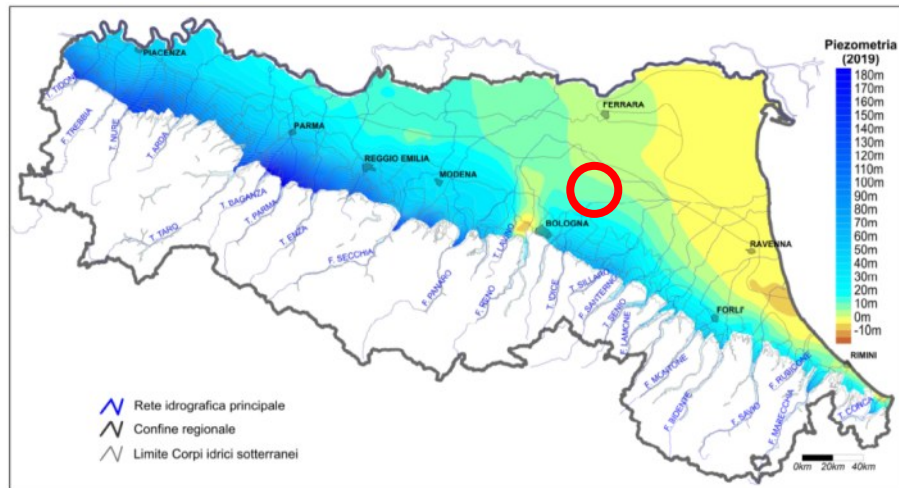 Piezometria
(2019)
180m
170m
160m
150m
140m
130m
120m
110m
100m
90m
80m
70m
60m
50m
40m
30m
20m
10m
0m
-10m
PIACENZA
PARMA
REGGIO EMILIA
MODENA
BOLOGNA
FERRARA
RAVENNA
FORLI'
RIMINI
T. TIDONE
F. TREBBIA
T. NURE
T. ARDA
T. TARO
T. BAGANZA
T. PARMA
T. ENZA
F. SECCHIA
F. PANARO
F. RENO
T. LAVINO
T. IDICE
T. SILLARO
F. SANTERNO
T. SENIO
F. LAMONE
F. MONTONE
F. BIDENTE
T. SAVIO
F. RUBICONE
F. MARECCHIA
T. CONCA
Rete idrografica principale
Confine regionale
Limite Corpi idrici sotterranei
0km 20km 40km